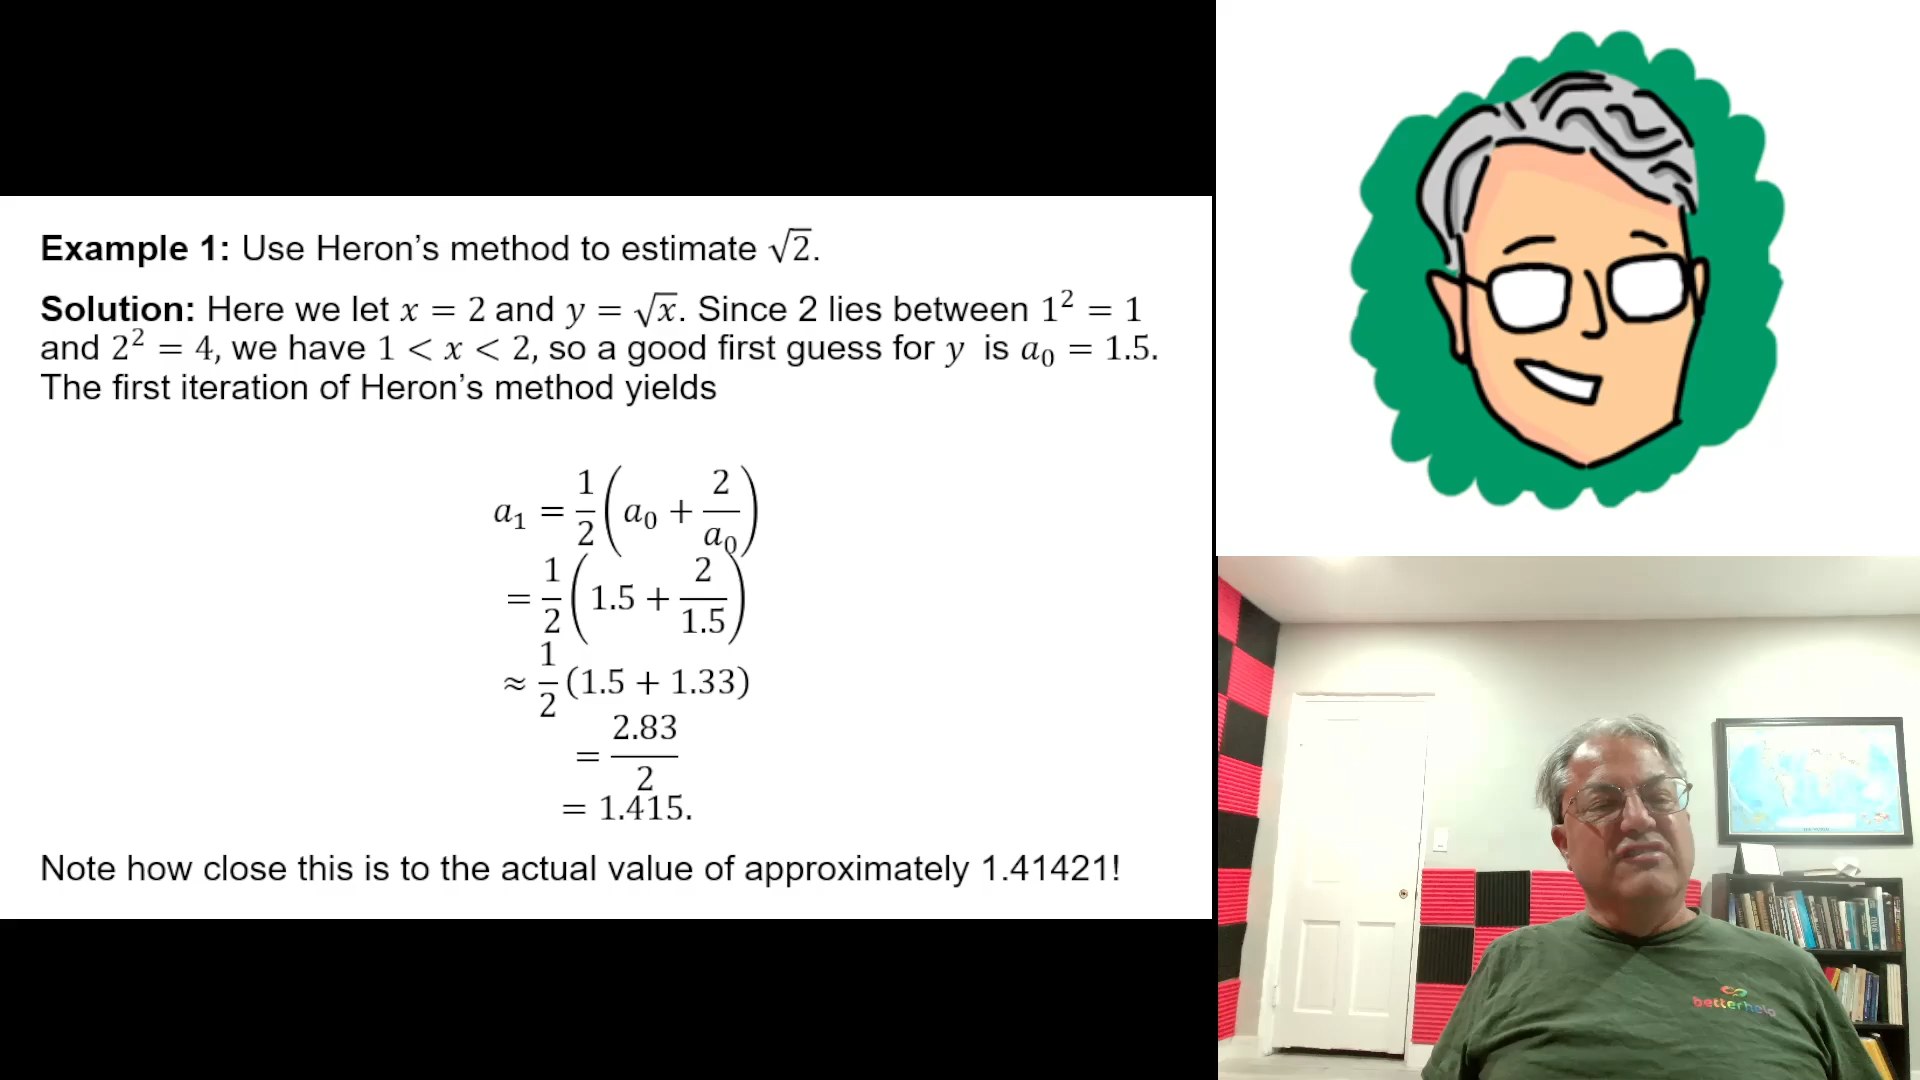 Example 1: Use Heron’s method to estimate √2.
Solution: Here we let x = 2 and y = √x. Since 2 lies between 1² = 1
and 2² = 4, we have 1 < x < 2, so a good first guess for y is a₀ = 1.5.
The first iteration of Heron’s method yields
a₁ = 1/2 (a₀ + 2/a₀)
= 1/2 (1.5 + 2/1.5)
≈ 1/2 (1.5 + 1.33)
= 2.83/2
= 1.415.
Note how close this is to the actual value of approximately 1.41421!
betterhelp